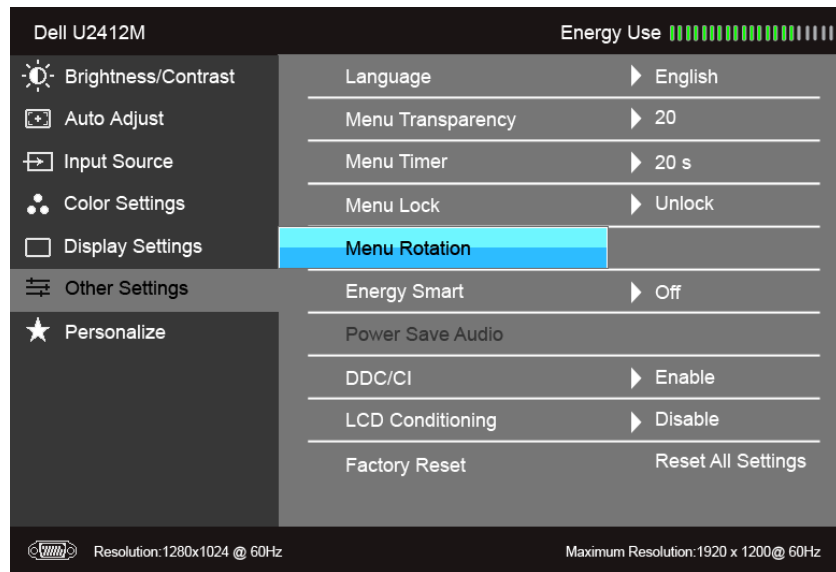 Dell U2412M Energy Use
Brightness/Contrast
Auto Adjust
Input Source
Color Settings
Display Settings
Other Settings
Personalize
Language English
Menu Transparency 20
Menu Timer 20 s
Menu Lock Unlock
Menu Rotation
Energy Smart Off
Power Save Audio
DDC/CI Enable
LCD Conditioning Disable
Factory Reset Reset All Settings
Resolution:1280x1024 @ 60Hz Maximum Resolution:1920 x 1200@ 60Hz